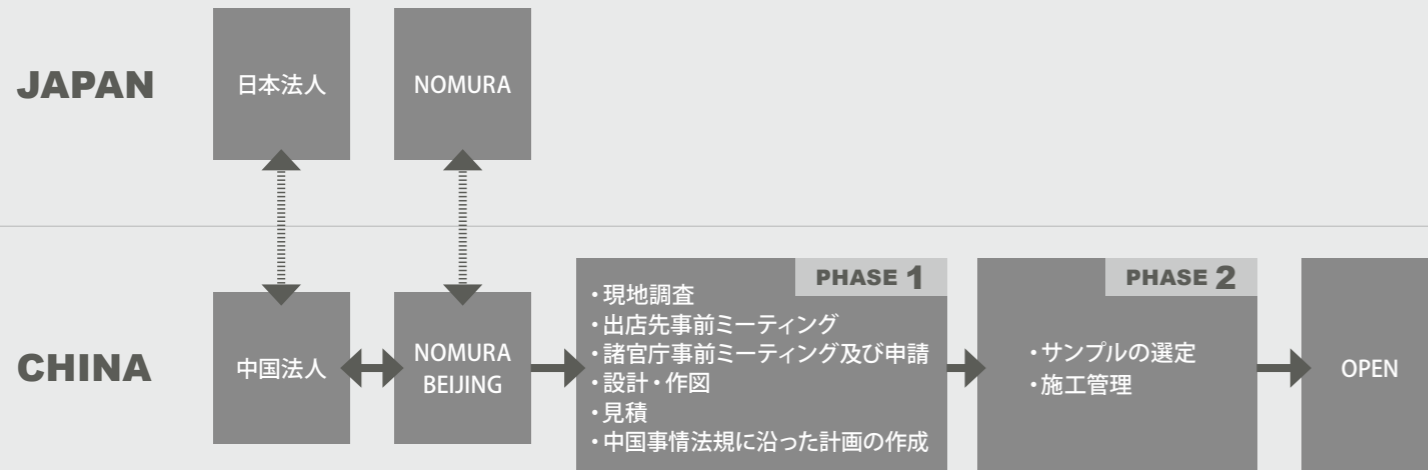 JAPAN
日本法人
NOMURA
CHINA
中国法人
NOMURA
BEIJING
PHASE 1
・現地調査
・出店先事前ミーティング
・諸官庁事前ミーティング及び申請
・設計・作図
・見積
・中国事情法規に沿った計画の作成
PHASE 2
・サンプルの選定
・施工管理
OPEN